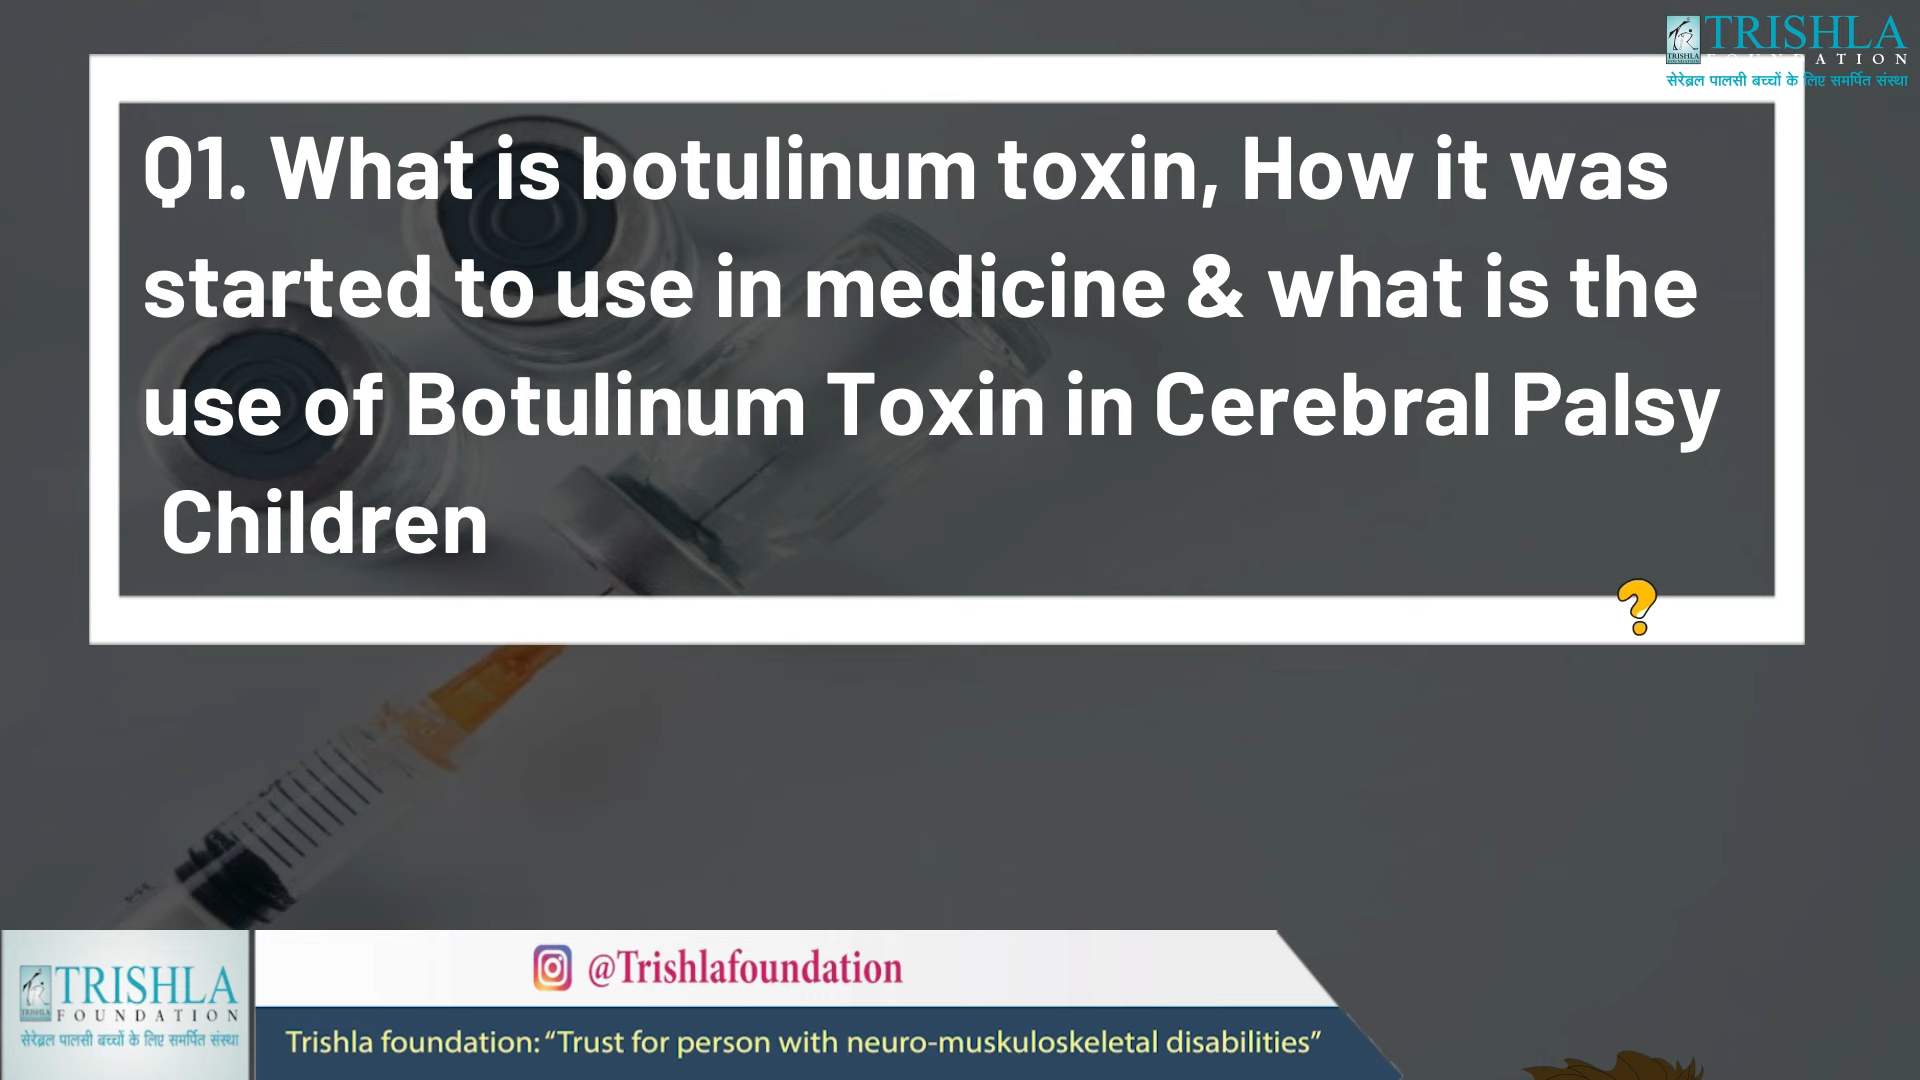 TRISHLA
FOUNDATION
सेरेब्रल पालसी बच्चों के लिए समर्पित संस्था
Q1. What is botulinum toxin, How it was
started to use in medicine & what is the
use of Botulinum Toxin in Cerebral Palsy
Children
?
@Trishlafoundation
TRISHLA
FOUNDATION
सेरेब्रल पालसी बच्चों के लिए समर्पित संस्था
Trishla foundation: “Trust for person with neuro-muskuloskeletal disabilities”